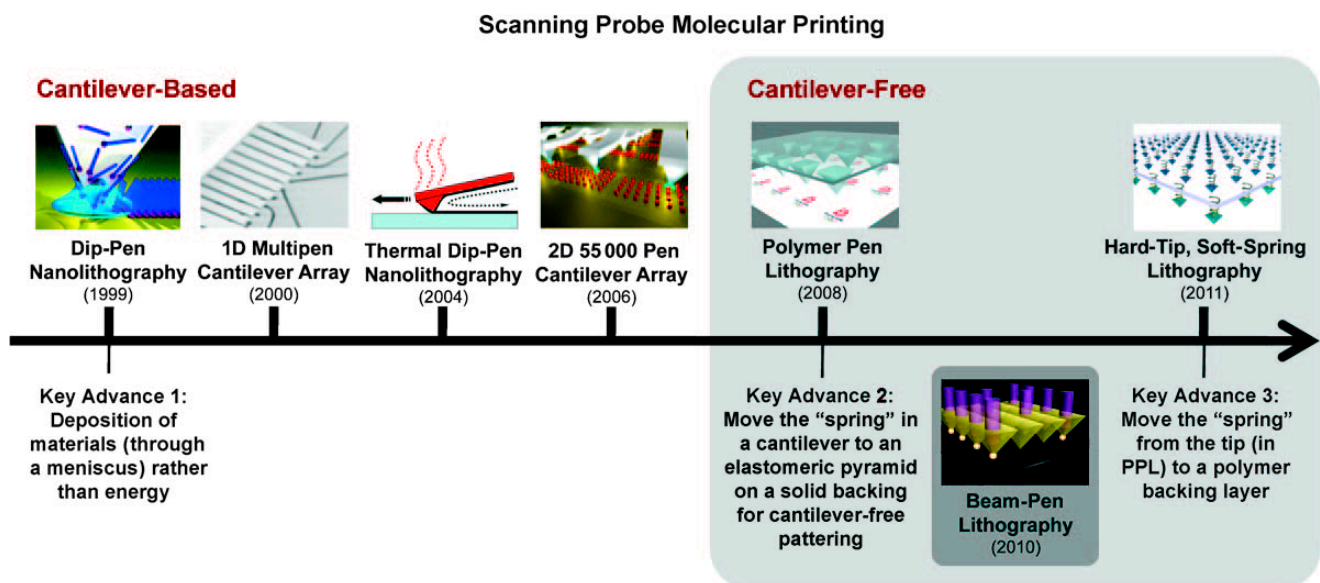 Scanning Probe Molecular Printing
Cantilever-Based
Cantilever-Free
Dip-Pen
Nanolithography
(1999)
1D Multipen
Cantilever Array
(2000)
Thermal Dip-Pen
Nanolithography
(2004)
2D 55 000 Pen
Cantilever Array
(2006)
Polymer Pen
Lithography
(2008)
Hard-Tip, Soft-Spring
Lithography
(2011)
Key Advance 1:
Deposition of
materials (through
a meniscus) rather
than energy
Key Advance 2:
Move the “spring” in
a cantilever to an
elastomeric pyramid
on a solid backing
for cantilever-free
pattering
Beam-Pen
Lithography
(2010)
Key Advance 3:
Move the “spring”
from the tip (in
PPL) to a polymer
backing layer